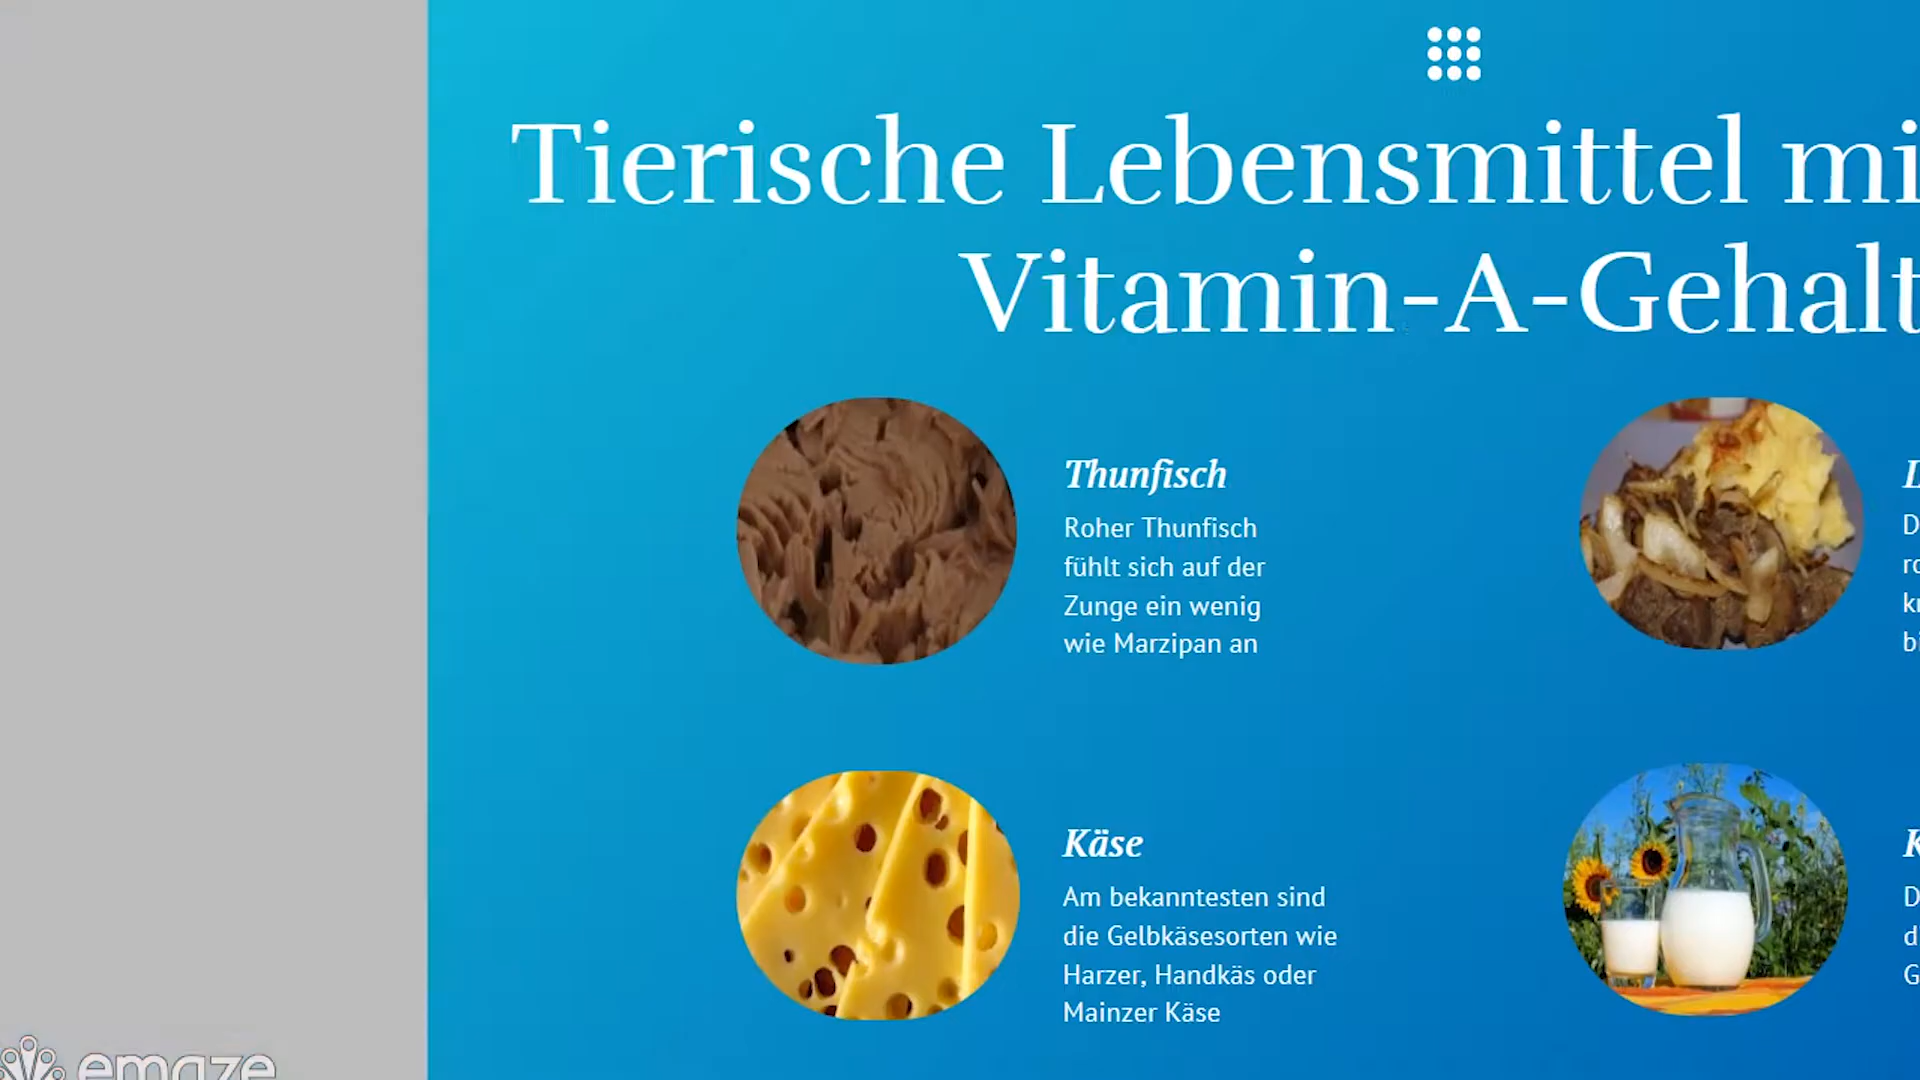 Tierische Lebensmittel mi
Vitamin-A-Gehalt
Thunfisch
Roher Thunfisch
fühlt sich auf der
Zunge ein wenig
wie Marzipan an
Käse
Am bekanntesten sind
die Gelbkäsesorten wie
Harzer, Handkäs oder
Mainzer Käse
emaze